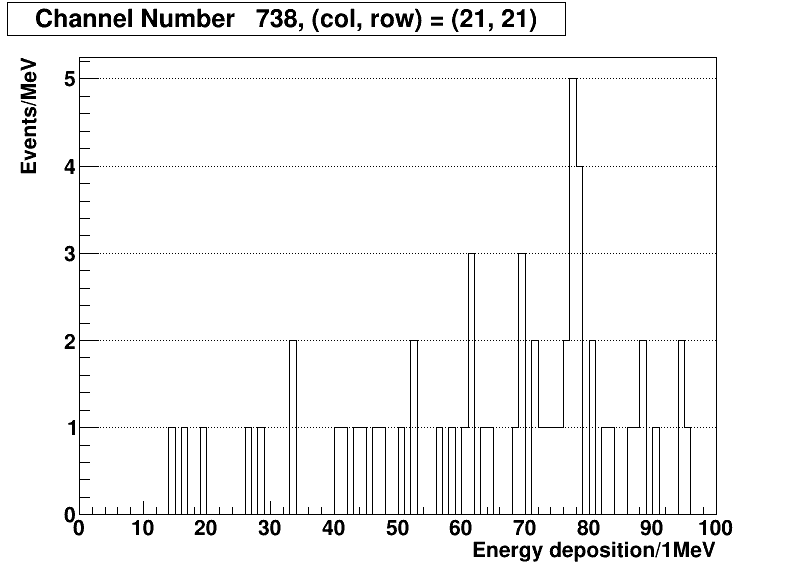 Channel Number 738, (col, row) = (21, 21)
Events/MeV
5
4
3
2
1
0
0 10 20 30 40 50 60 70 80 90 100
Energy deposition/1MeV